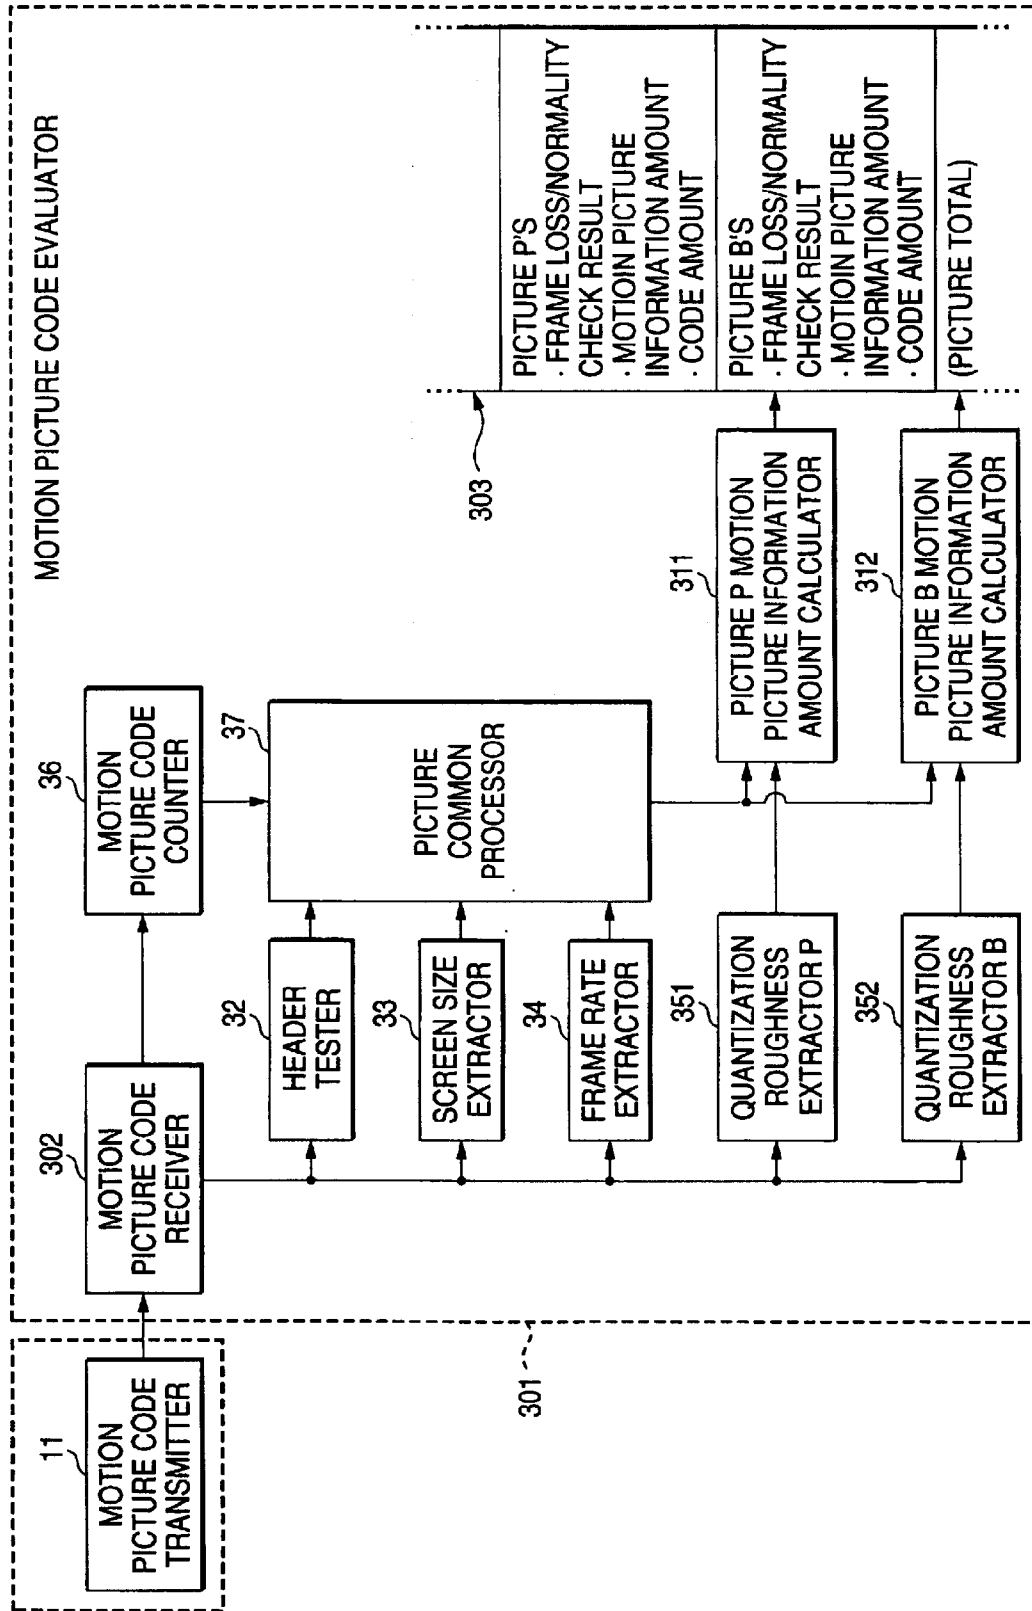 MOTION PICTURE CODE EVALUATOR
11
MOTION
PICTURE CODE
TRANSMITTER
302
MOTION
PICTURE CODE
RECEIVER
36
MOTION
PICTURE CODE
COUNTER
32
HEADER
TESTER
33
SCREEN SIZE
EXTRACTOR
34
FRAME RATE
EXTRACTOR
37
PICTURE
COMMON
PROCESSOR
351
QUANTIZATION
ROUGHNESS
EXTRACTOR P
352
QUANTIZATION
ROUGHNESS
EXTRACTOR B
311
PICTURE P MOTION
PICTURE INFORMATION
AMOUNT CALCULATOR
312
PICTURE B MOTION
PICTURE INFORMATION
AMOUNT CALCULATOR
303
PICTURE P'S
· FRAME LOSS/NORMALITY
CHECK RESULT
· MOTIOIN PICTURE
INFORMATION AMOUNT
· CODE AMOUNT
PICTURE B'S
· FRAME LOSS/NORMALITY
CHECK RESULT
· MOTIOIN PICTURE
INFORMATION AMOUNT
· CODE AMOUNT
(PICTURE TOTAL)
301